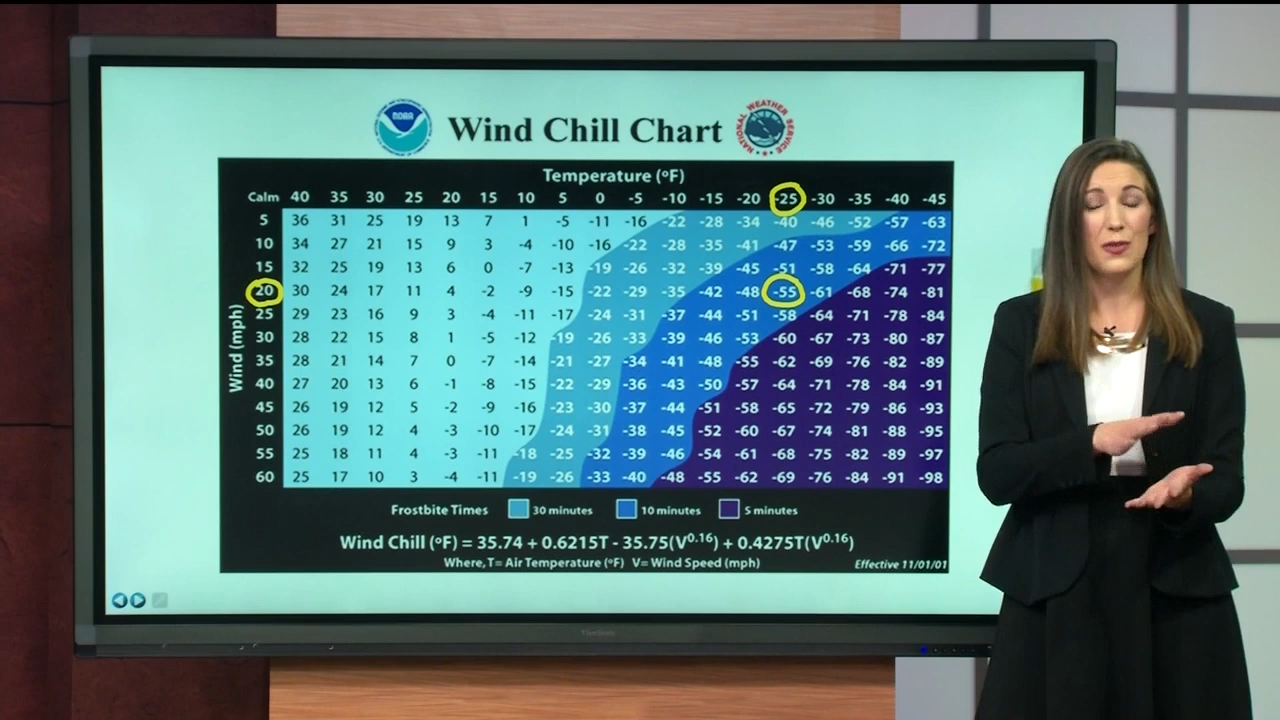 NOAA
Wind Chill Chart
NATIONAL WEATHER SERVICE
Temperature (ºF)
Calm 40 35 30 25 20 15 10 5 0 -5 -10 -15 -20 -25 -30 -35 -40 -45
5 36 31 25 19 13 7 1 -5 -11 -16 -22 -28 -34 -40 -46 -52 -57 -63
10 34 27 21 15 9 3 -4 -10 -16 -22 -28 -35 -41 -47 -53 -59 -66 -72
15 32 25 19 13 6 0 -7 -13 -19 -26 -32 -39 -45 -51 -58 -64 -71 -77
20 30 24 17 11 4 -2 -9 -15 -22 -29 -35 -42 -48 -55 -61 -68 -74 -81
25 29 23 16 9 3 -4 -11 -17 -24 -31 -37 -44 -51 -58 -64 -71 -78 -84
30 28 22 15 8 1 -5 -12 -19 -26 -33 -39 -46 -53 -60 -67 -73 -80 -87
35 28 21 14 7 0 -7 -14 -21 -27 -34 -41 -48 -55 -62 -69 -76 -82 -89
40 27 20 13 6 -1 -8 -15 -22 -29 -36 -43 -50 -57 -64 -71 -78 -84 -91
45 26 19 12 5 -2 -9 -16 -23 -30 -37 -44 -51 -58 -65 -72 -79 -86 -93
50 26 19 12 4 -3 -10 -17 -24 -31 -38 -45 -52 -60 -67 -74 -81 -88 -95
55 25 18 11 4 -3 -11 -18 -25 -32 -39 -46 -54 -61 -68 -75 -82 -89 -97
60 25 17 10 3 -4 -11 -19 -26 -33 -40 -48 -55 -62 -69 -76 -84 -91 -98
Wind (mph)
Frostbite Times 30 minutes 10 minutes 5 minutes
Wind Chill (ºF) = 35.74 + 0.6215T - 35.75(V0.16) + 0.4275T(V0.16)
Where, T= Air Temperature (ºF) V= Wind Speed (mph)
Effective 11/01/01
ViewSonic